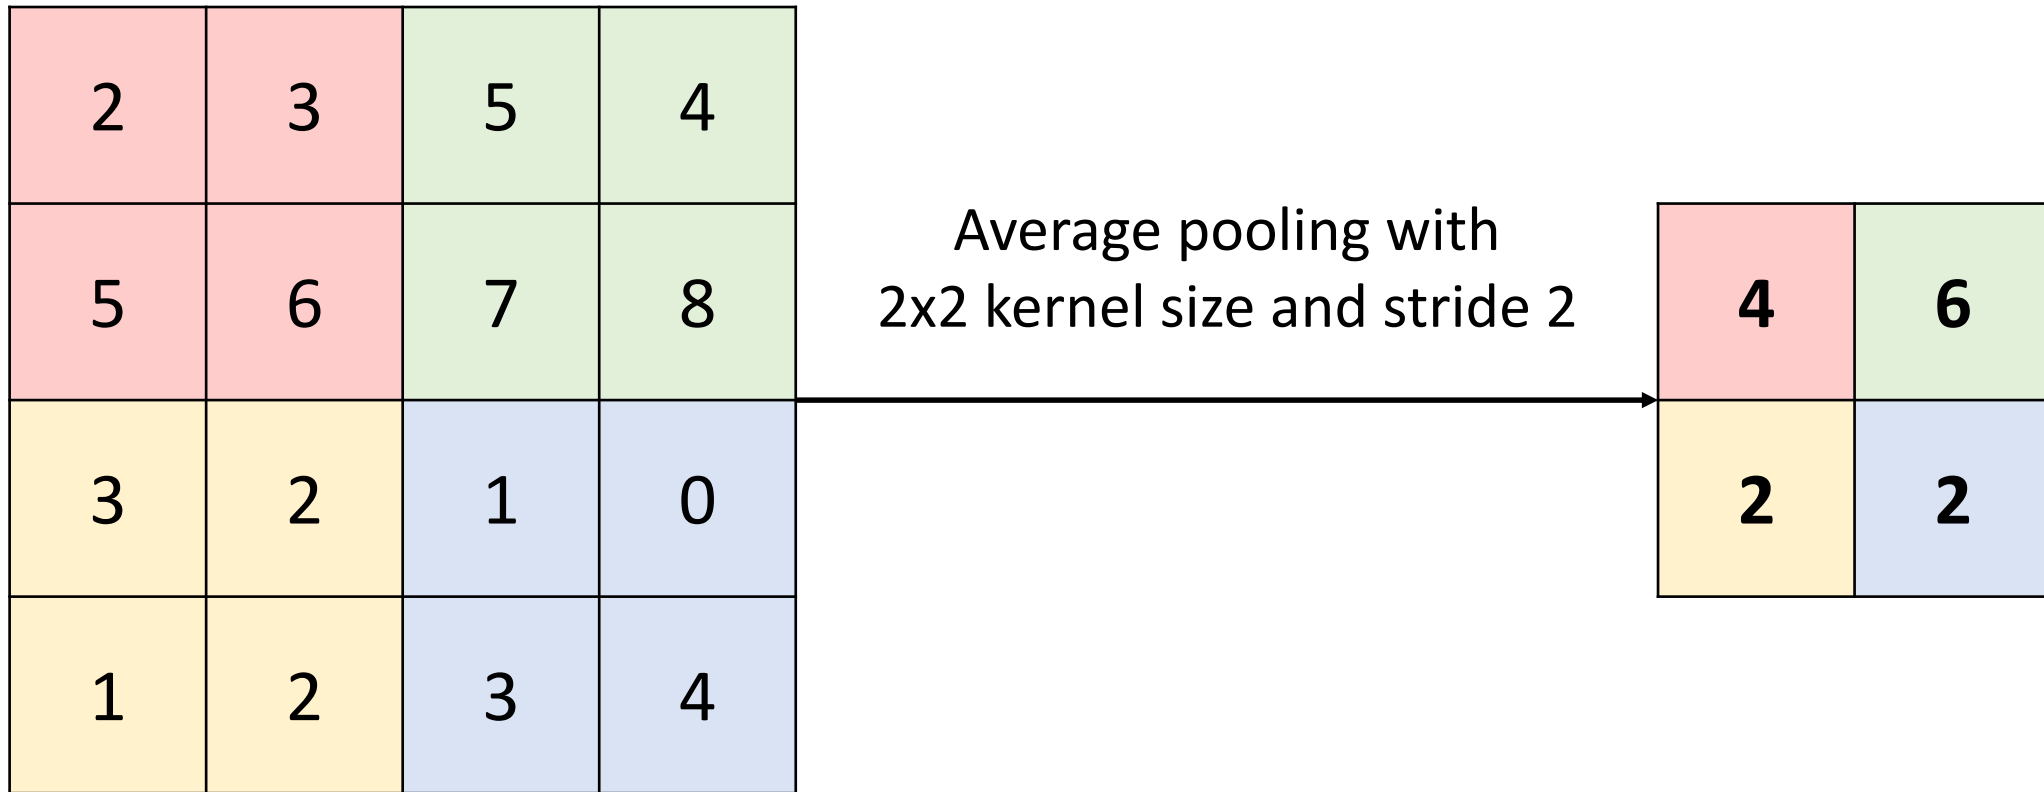 2 3 5 4
5 6 7 8
3 2 1 0
1 2 3 4
Average pooling with
2x2 kernel size and stride 2
4 6
2 2